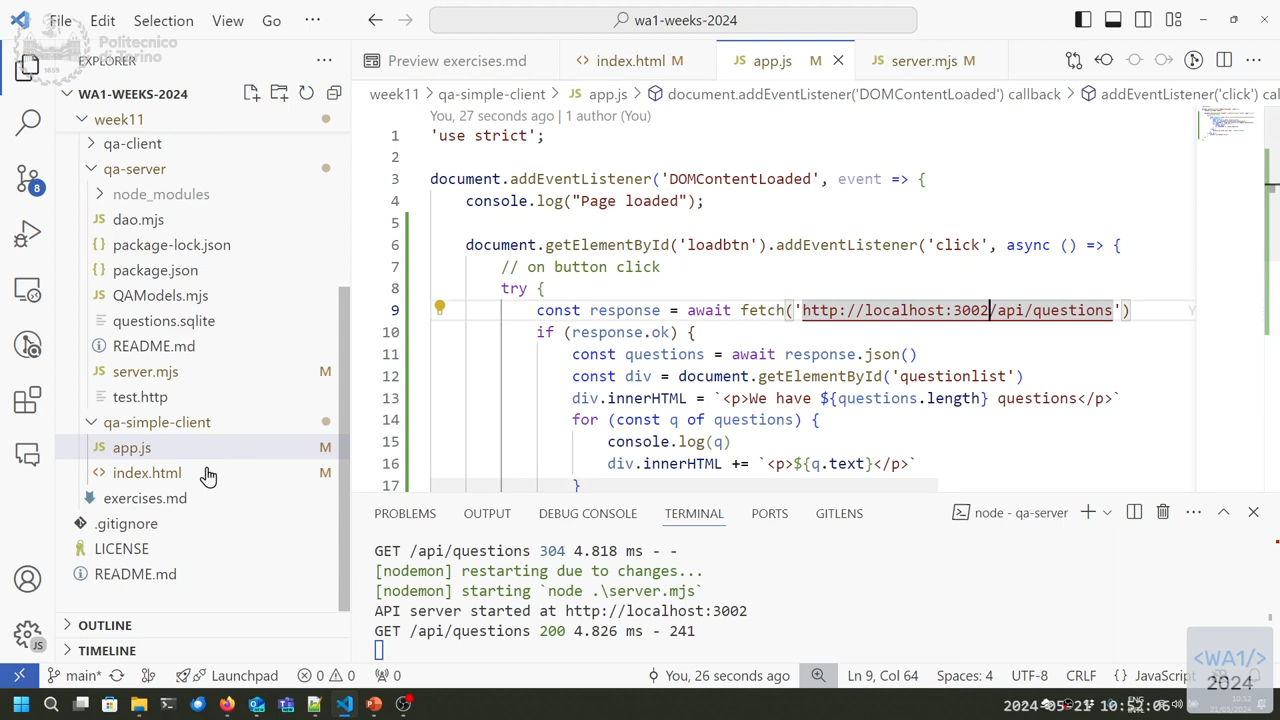 File Edit Selection View Go ··· wa1-weeks-2024
Politecnico
di Torino
EXPLORER ···
Preview exercises.md
index.html M
app.js M
server.mjs M
WA1-WEEKS-2024
week11 > qa-simple-client > app.js > document.addEventListener('DOMContentLoaded') callback > addEventListener('click') cal
week11
qa-client
qa-server
node_modules
dao.mjs
package-lock.json
package.json
QAModels.mjs
questions.sqlite
README.md
server.mjs M
test.http
qa-simple-client
app.js M
index.html M
exercises.md
.gitignore
LICENSE
README.md
OUTLINE
TIMELINE
8
You, 27 seconds ago | 1 author (You)
1 'use strict';
2
3 document.addEventListener('DOMContentLoaded', event => {
4 console.log("Page loaded");
5
6 document.getElementById('loadbtn').addEventListener('click', async () => {
7 // on button click
8 try {
9 const response = await fetch('http://localhost:3002/api/questions')
10 if (response.ok) {
11 const questions = await response.json()
12 const div = document.getElementById('questionlist')
13 div.innerHTML = `<p>We have ${questions.length} questions</p>`
14 for (const q of questions) {
15 console.log(q)
16 div.innerHTML += `<p>${q.text}</p>`
17 }
PROBLEMS OUTPUT DEBUG CONSOLE TERMINAL PORTS GITLENS node - qa-server
GET /api/questions 304 4.818 ms - -
[nodemon] restarting due to changes...
[nodemon] starting `node .\server.mjs`
API server started at http://localhost:3002
GET /api/questions 200 4.826 ms - 241
main* Launchpad 0 0 0 You, 26 seconds ago Ln 9, Col 64 Spaces: 4 UTF-8 CRLF {} JavaScript
<WA1/>
2024
2024-05-21 10:52:06